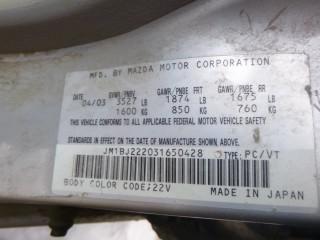 MFD. BY MAZDA MOTOR CORPORATION
GVWR/PNBV GAWR/PNBE FRT GAWR/PNBE RR
04/03 3527 LB 1874 LB 1675 LB
1600 KG 850 KG 760 KG
THIS VEHICLE CONFORMS TO ALL APPLICABLE FEDERAL MOTOR VEHICLE SAFETY
STANDARDS IN EFFECT ON THE DATE OF MANUFACTURE SHOWN ABOVE.
JM1BJ222031650428 TYPE: PC/VT
BODY COLOR CODE;22V
MADE IN JAPAN